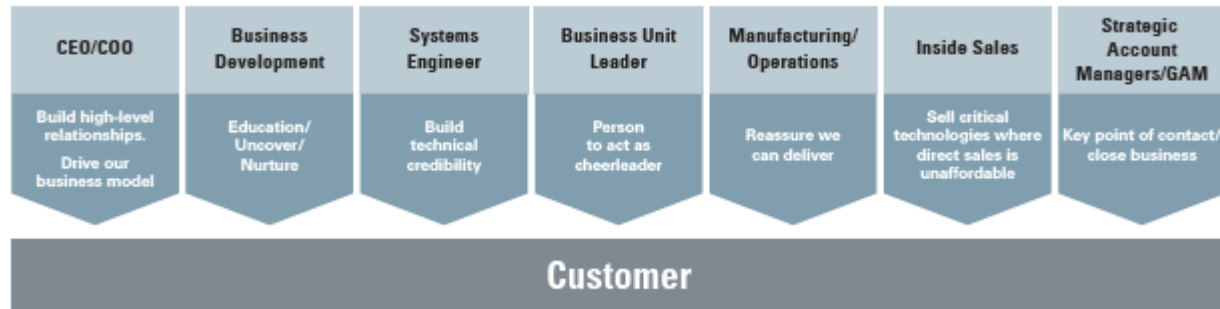 CEO/COO
Build high-level
relationships.
Drive our
business model
Business
Development
Education/
Uncover/
Nurture
Systems
Engineer
Build
technical
credibility
Business Unit
Leader
Person
to act as
cheerleader
Manufacturing/
Operations
Reassure we
can deliver
Inside Sales
Sell critical
technologies where
direct sales is
unaffordable
Strategic
Account
Managers/GAM
Key point of contact/
close business
Customer